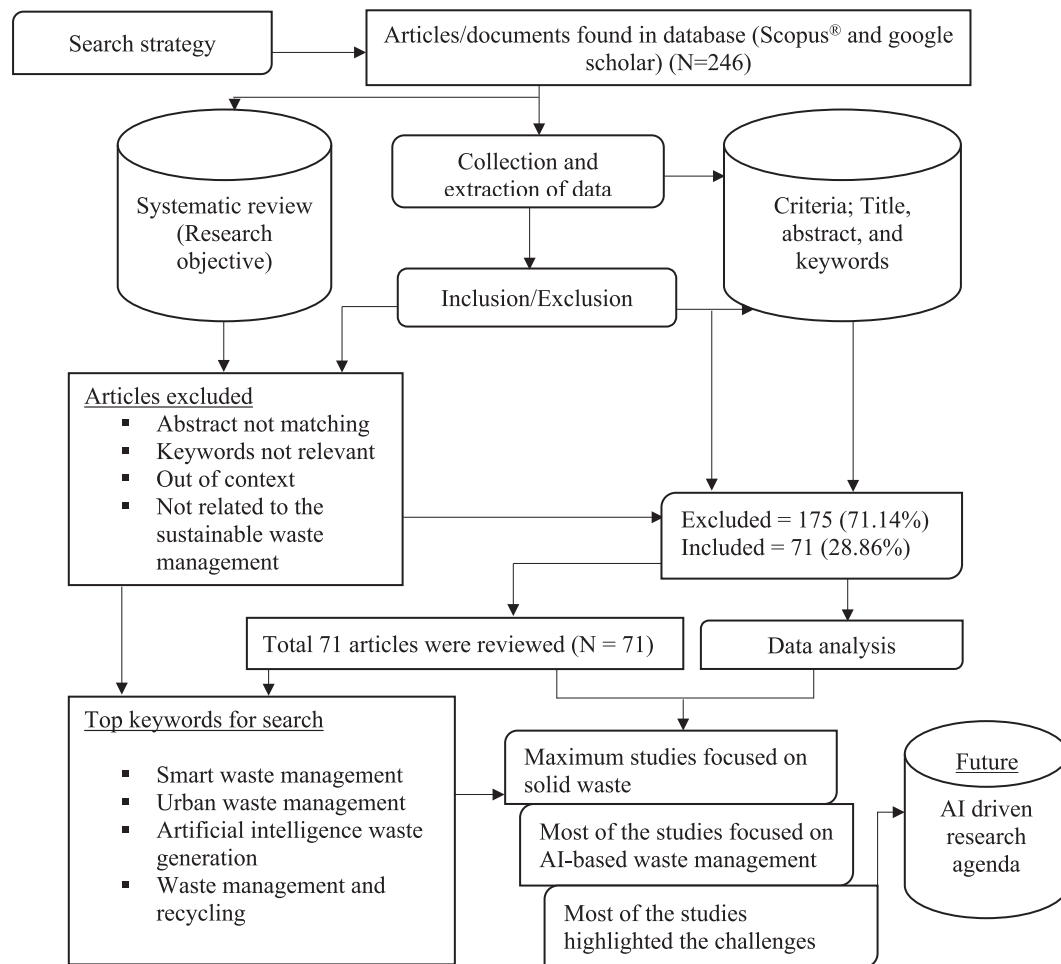 Search strategy
Articles/documents found in database (Scopus® and google
scholar) (N=246)
Systematic review
(Research
objective)
Collection and
extraction of data
Criteria; Title,
abstract, and
keywords
Inclusion/Exclusion
Articles excluded
▪ Abstract not matching
▪ Keywords not relevant
▪ Out of context
▪ Not related to the
sustainable waste
management
Excluded = 175 (71.14%)
Included = 71 (28.86%)
Total 71 articles were reviewed (N = 71)
Data analysis
Top keywords for search
▪ Smart waste management
▪ Urban waste management
▪ Artificial intelligence waste
generation
▪ Waste management and
recycling
Maximum studies focused on
solid waste
Most of the studies focused on
AI-based waste management
Most of the studies
highlighted the challenges
Future
AI driven
research
agenda